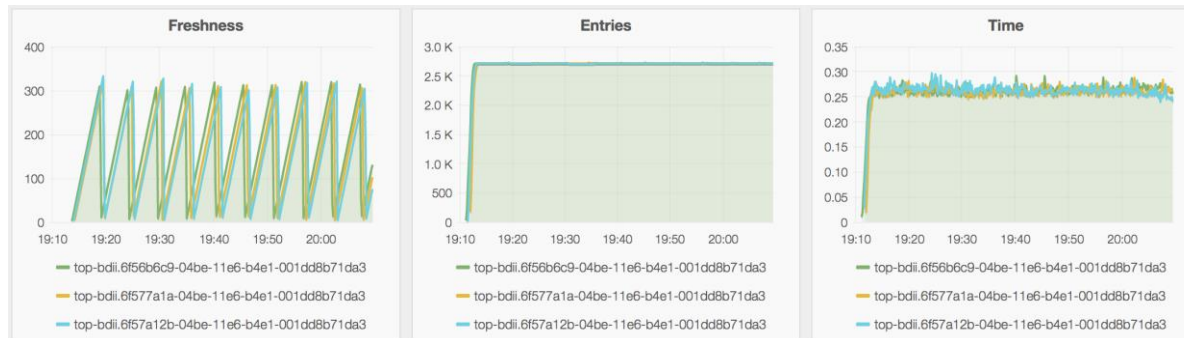 Freshness
400
300
200
100
0
19:10 19:20 19:30 19:40 19:50 20:00
top-bdii.6f56b6c9-04be-11e6-b4e1-001dd8b71da3
top-bdii.6f577a1a-04be-11e6-b4e1-001dd8b71da3
top-bdii.6f57a12b-04be-11e6-b4e1-001dd8b71da3
Entries
3.0 K
2.5 K
2.0 K
1.5 K
1.0 K
500
0
19:10 19:20 19:30 19:40 19:50 20:00
top-bdii.6f56b6c9-04be-11e6-b4e1-001dd8b71da3
top-bdii.6f577a1a-04be-11e6-b4e1-001dd8b71da3
top-bdii.6f57a12b-04be-11e6-b4e1-001dd8b71da3
Time
0.35
0.30
0.25
0.20
0.15
0.10
0.05
0
19:10 19:20 19:30 19:40 19:50 20:00
top-bdii.6f56b6c9-04be-11e6-b4e1-001dd8b71da3
top-bdii.6f577a1a-04be-11e6-b4e1-001dd8b71da3
top-bdii.6f57a12b-04be-11e6-b4e1-001dd8b71da3